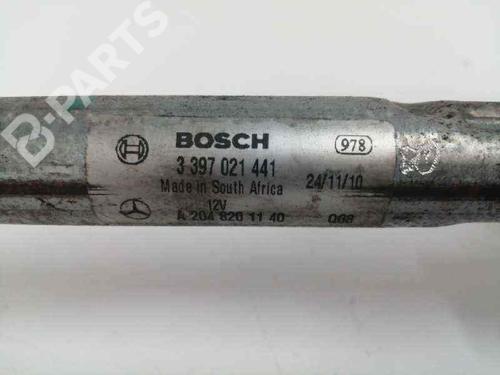 B-PARTS
BOSCH 978
3 397 021 441
Made in South Africa 24/11/10
12V
A 204 820 11 40 068